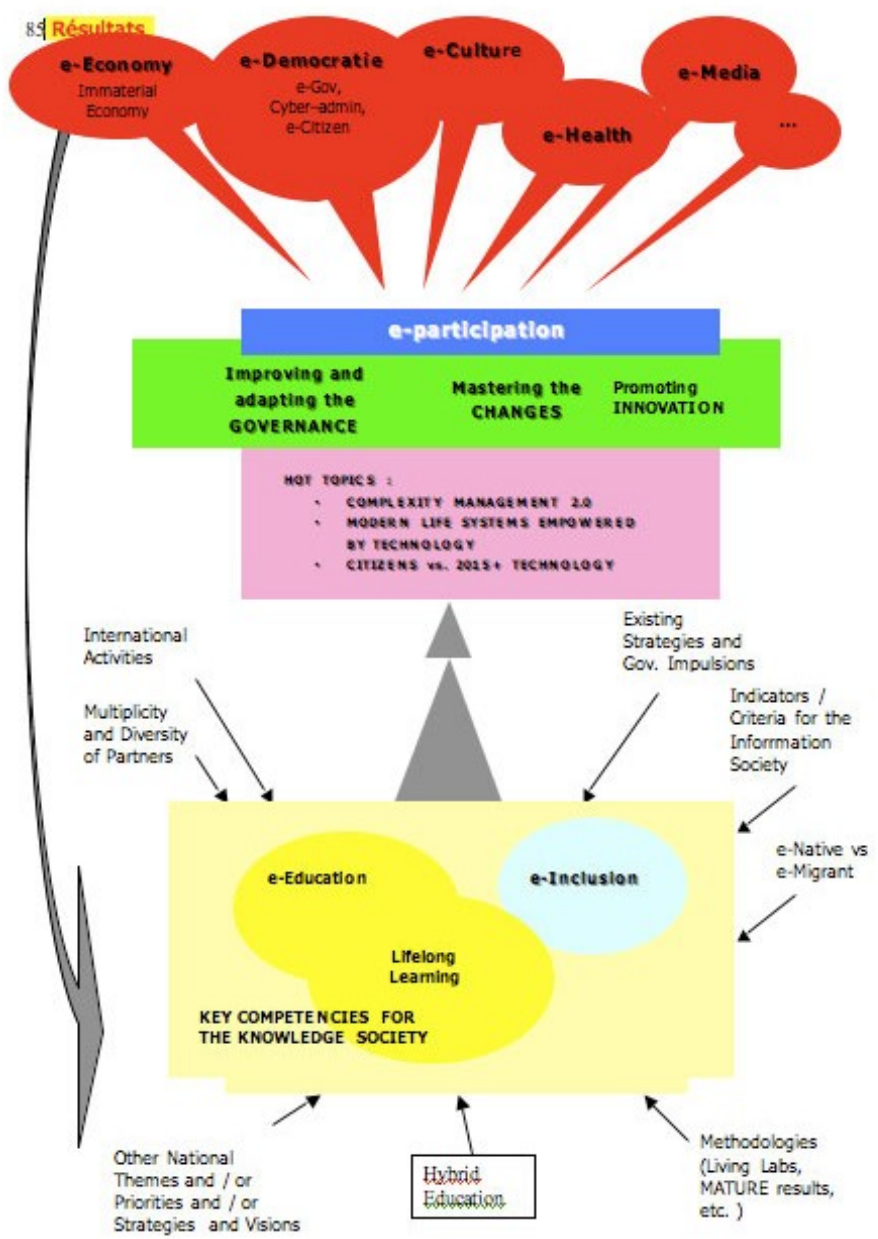 85 Résultats
e-Economy
Immaterial
Economy
e-Democratie
e-Gov,
Cyber-admin,
e-Citizen
e-Culture
e-Health
e-Media
...
e-participation
Improving and
adapting the
GOVERNANCE
Mastering the
CHANGES
Promoting
INNOVATION
HOT TOPICS :
• COMPLEXITY MANAGEMENT 2.0
• MODERN LIFE SYSTEMS EMPOWERED
BY TECHNOLOGY
• CITIZENS vs. 2015+ TECHNOLOGY
International
Activities
Multiplicity
and Diversity
of Partners
Existing
Strategies and
Gov. Impulsions
Indicators /
Criteria for the
Inforrmation
Society
e-Native vs
e-Migrant
e-Education
e-Inclusion
Lifelong
Learning
KEY COMPETENCIES FOR
THE KNOWLEDGE SOCIETY
Other National
Themes and / or
Priorities and / or
Strategies and Visions
Hybrid
Education
Methodologies
(Living Labs,
MATURE results,
etc. )